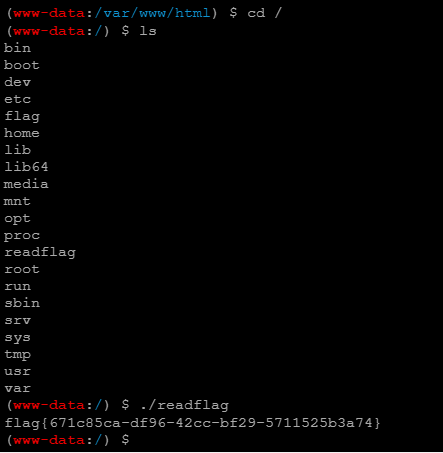 (www-data:/var/www/html) $ cd /
(www-data:/) $ ls
bin
boot
dev
etc
flag
home
lib
lib64
media
mnt
opt
proc
readflag
root
run
sbin
srv
sys
tmp
usr
var
(www-data:/) $ ./readflag
flag{671c85ca-df96-42cc-bf29-5711525b3a74}
(www-data:/) $